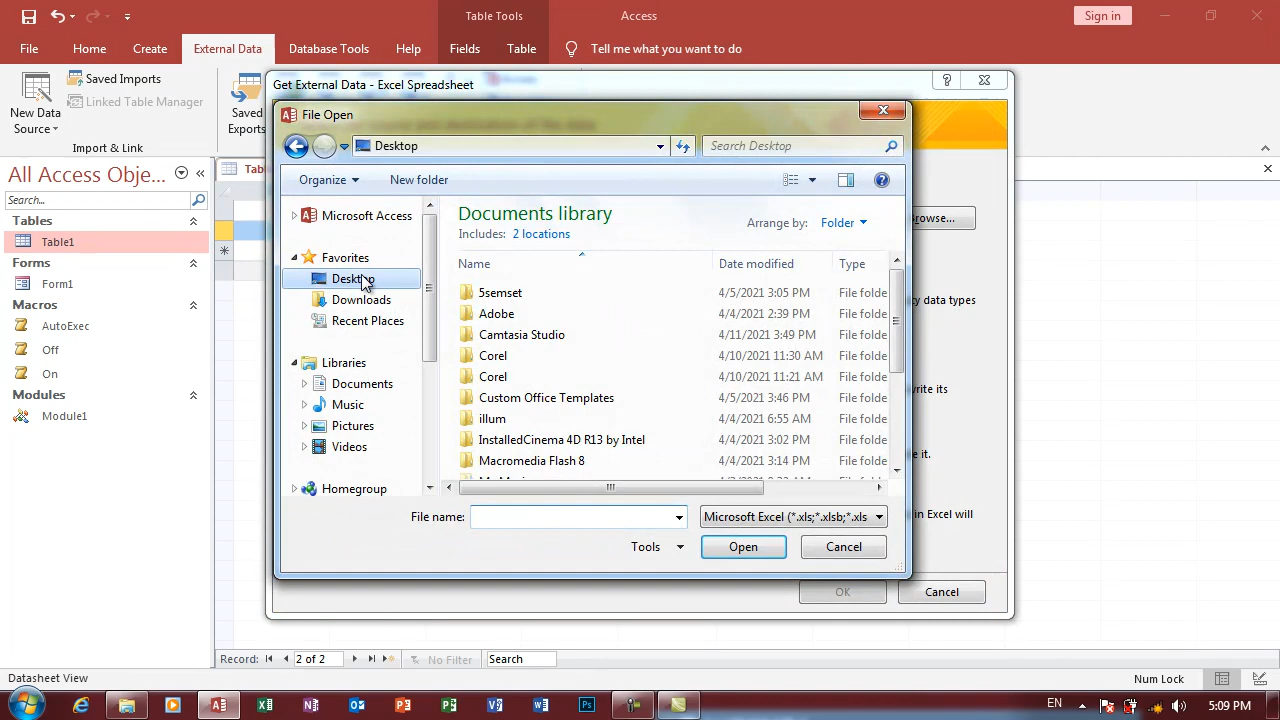 Table Tools
Access
Sign in
File
Home
Create
External Data
Database Tools
Help
Fields
Table
Tell me what you want to do
New Data
Source
Saved Imports
Linked Table Manager
Import & Link
Saved
Exports
Get External Data - Excel Spreadsheet
File Open
Desktop
Search Desktop
Organize
New folder
All Access Obje...
Search...
Tables
Table1
Forms
Form1
Macros
AutoExec
Off
On
Modules
Module1
Microsoft Access
Favorites
Desktop
Downloads
Recent Places
Libraries
Documents
Music
Pictures
Videos
Homegroup
Documents library
Includes: 2 locations
Arrange by: Folder
Name Date modified Type
5semset 4/5/2021 3:05 PM File folde
Adobe 4/4/2021 2:39 PM File folde
Camtasia Studio 4/11/2021 3:49 PM File folde
Corel 4/10/2021 11:30 AM File folde
Corel 4/10/2021 11:21 AM File folde
Custom Office Templates 4/5/2021 3:46 PM File folde
illum 4/4/2021 6:55 AM File folde
InstalledCinema 4D R13 by Intel 4/4/2021 3:02 PM File folde
Macromedia Flash 8 4/4/2021 3:14 PM File folde
File name:
Microsoft Excel (*.xls;*.xlsb;*.xls
Tools
Open
Cancel
rowse...
ty data types
write its
e it.
in Excel will
OK
Cancel
Record:
2 of 2
No Filter
Search
Datasheet View
Num Lock
EN
5:09 PM